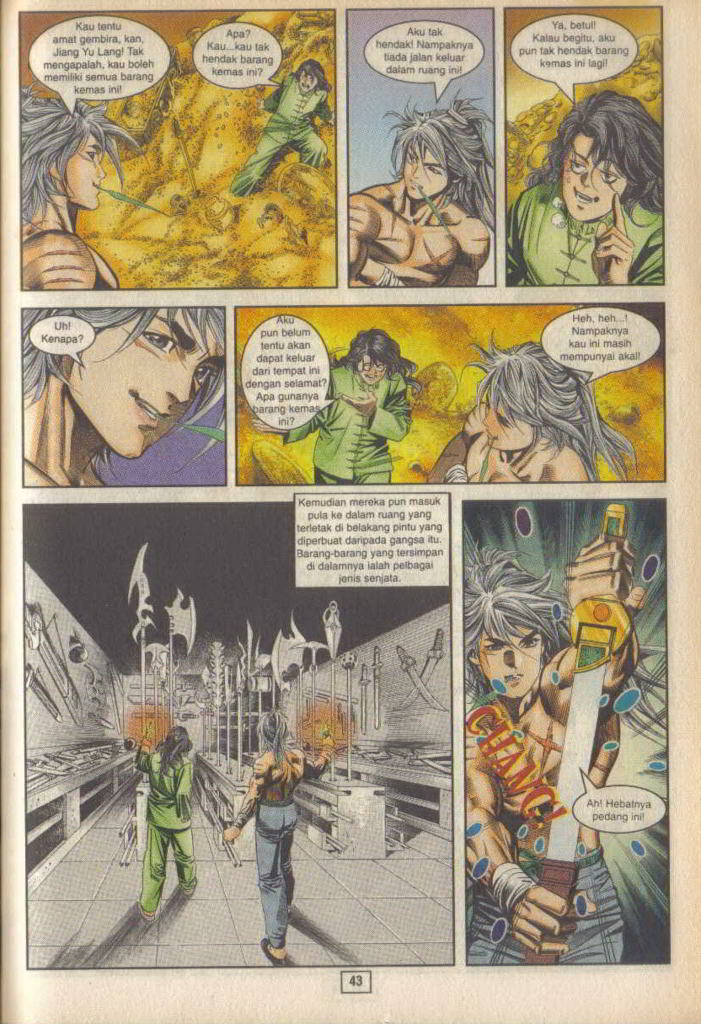 Kau tentu
amat gembira, kan,
Jiang Yu Lang! Tak
mengapalah, kau boleh
memiliki semua barang
kemas ini!
Apa?
Kau...kau tak
hendak barang
kemas ini?
Aku tak
hendak! Nampaknya
tiada jalan keluar
dalam ruang ini!
Ya, betul!
Kalau begitu, aku
pun tak hendak barang
kemas ini lagi!
Uh!
Kenapa?
Aku
pun belum
tentu akan
dapat keluar
dari tempat ini
dengan selamat?
Apa gunanya
barang kemas
ini?
Heh, heh...!
Nampaknya
kau ini masih
mempunyai akal!
Kemudian mereka pun masuk
pula ke dalam ruang yang
terletak di belakang pintu yang
diperbuat daripada gangsa itu.
Barang-barang yang tersimpan
di dalamnya ialah pelbagai
jenis senjata.
CHANG!
Ah! Hebatnya
pedang ini!
43